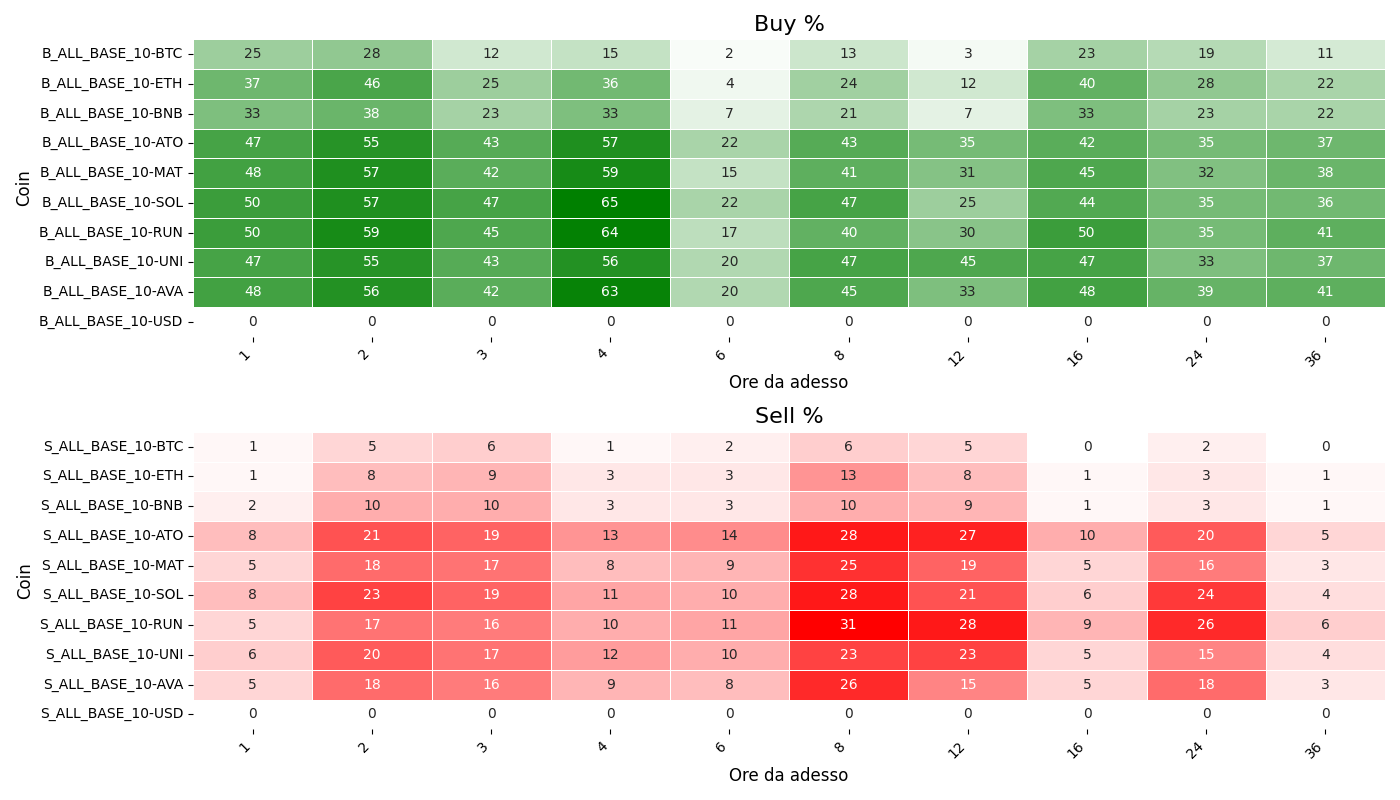 Buy %
Coin
B_ALL_BASE_10-BTC 25 28 12 15 2 13 3 23 19 11
B_ALL_BASE_10-ETH 37 46 25 36 4 24 12 40 28 22
B_ALL_BASE_10-BNB 33 38 23 33 7 21 7 33 23 22
B_ALL_BASE_10-ATO 47 55 43 57 22 43 35 42 35 37
B_ALL_BASE_10-MAT 48 57 42 59 15 41 31 45 32 38
B_ALL_BASE_10-SOL 50 57 47 65 22 47 25 44 35 36
B_ALL_BASE_10-RUN 50 59 45 64 17 40 30 50 35 41
B_ALL_BASE_10-UNI 47 55 43 56 20 47 45 47 33 37
B_ALL_BASE_10-AVA 48 56 42 63 20 45 33 48 39 41
B_ALL_BASE_10-USD 0 0 0 0 0 0 0 0 0 0
1 2 3 4 6 8 12 16 24 36
Ore da adesso
Sell %
Coin
S_ALL_BASE_10-BTC 1 5 6 1 2 6 5 0 2 0
S_ALL_BASE_10-ETH 1 8 9 3 3 13 8 1 3 1
S_ALL_BASE_10-BNB 2 10 10 3 3 10 9 1 3 1
S_ALL_BASE_10-ATO 8 21 19 13 14 28 27 10 20 5
S_ALL_BASE_10-MAT 5 18 17 8 9 25 19 5 16 3
S_ALL_BASE_10-SOL 8 23 19 11 10 28 21 6 24 4
S_ALL_BASE_10-RUN 5 17 16 10 11 31 28 9 26 6
S_ALL_BASE_10-UNI 6 20 17 12 10 23 23 5 15 4
S_ALL_BASE_10-AVA 5 18 16 9 8 26 15 5 18 3
S_ALL_BASE_10-USD 0 0 0 0 0 0 0 0 0 0
1 2 3 4 6 8 12 16 24 36
Ore da adesso